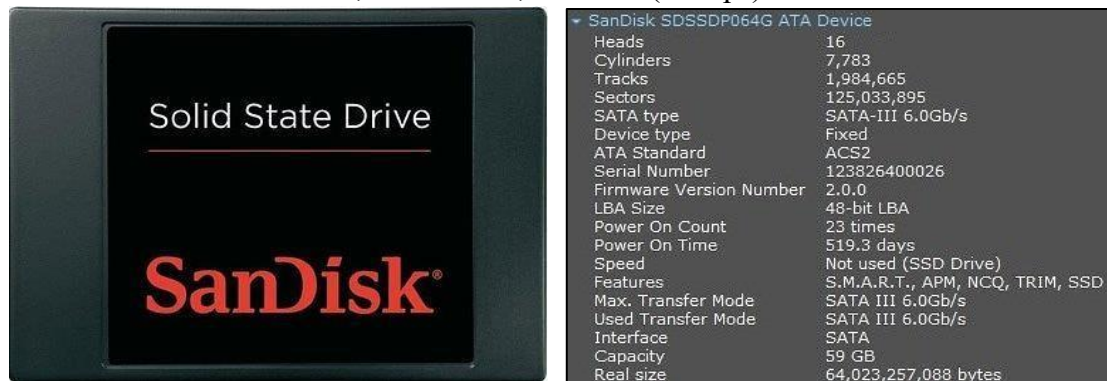 Solid State Drive
SanDisk®
SanDisk SDSSDP064G ATA Device
Heads 16
Cylinders 7,783
Tracks 1,984,665
Sectors 125,033,895
SATA type SATA-III 6.0Gb/s
Device type Fixed
ATA Standard ACS2
Serial Number 123826400026
Firmware Version Number 2.0.0
LBA Size 48-bit LBA
Power On Count 23 times
Power On Time 519.3 days
Speed Not used (SSD Drive)
Features S.M.A.R.T., APM, NCQ, TRIM, SSD
Max. Transfer Mode SATA III 6.0Gb/s
Used Transfer Mode SATA III 6.0Gb/s
Interface SATA
Capacity 59 GB
Real size 64,023,257,088 bytes